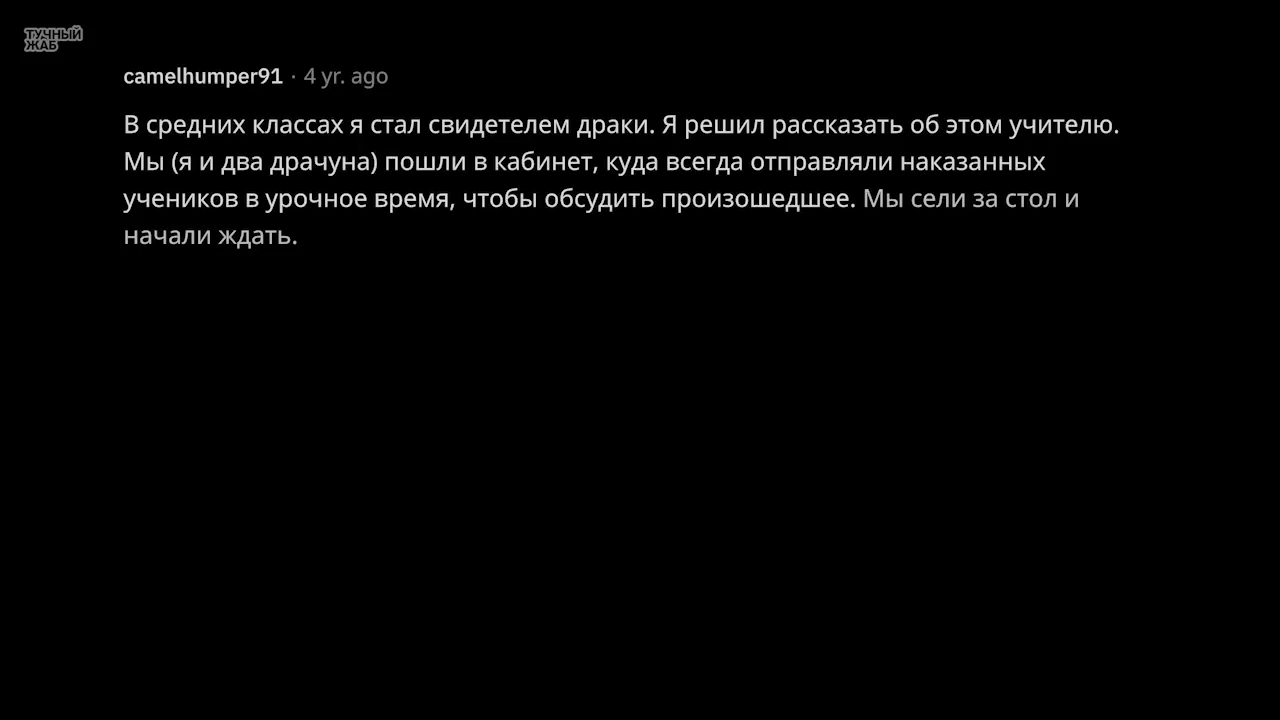 ТУЧНЫЙ
ЖАБ
camelhumper91 · 4 yr. ago
В средних классах я стал свидетелем драки. Я решил рассказать об этом учителю.
Мы (я и два драчуна) пошли в кабинет, куда всегда отправляли наказанных
учеников в урочное время, чтобы обсудить произошедшее. Мы сели за стол и
начали ждать.